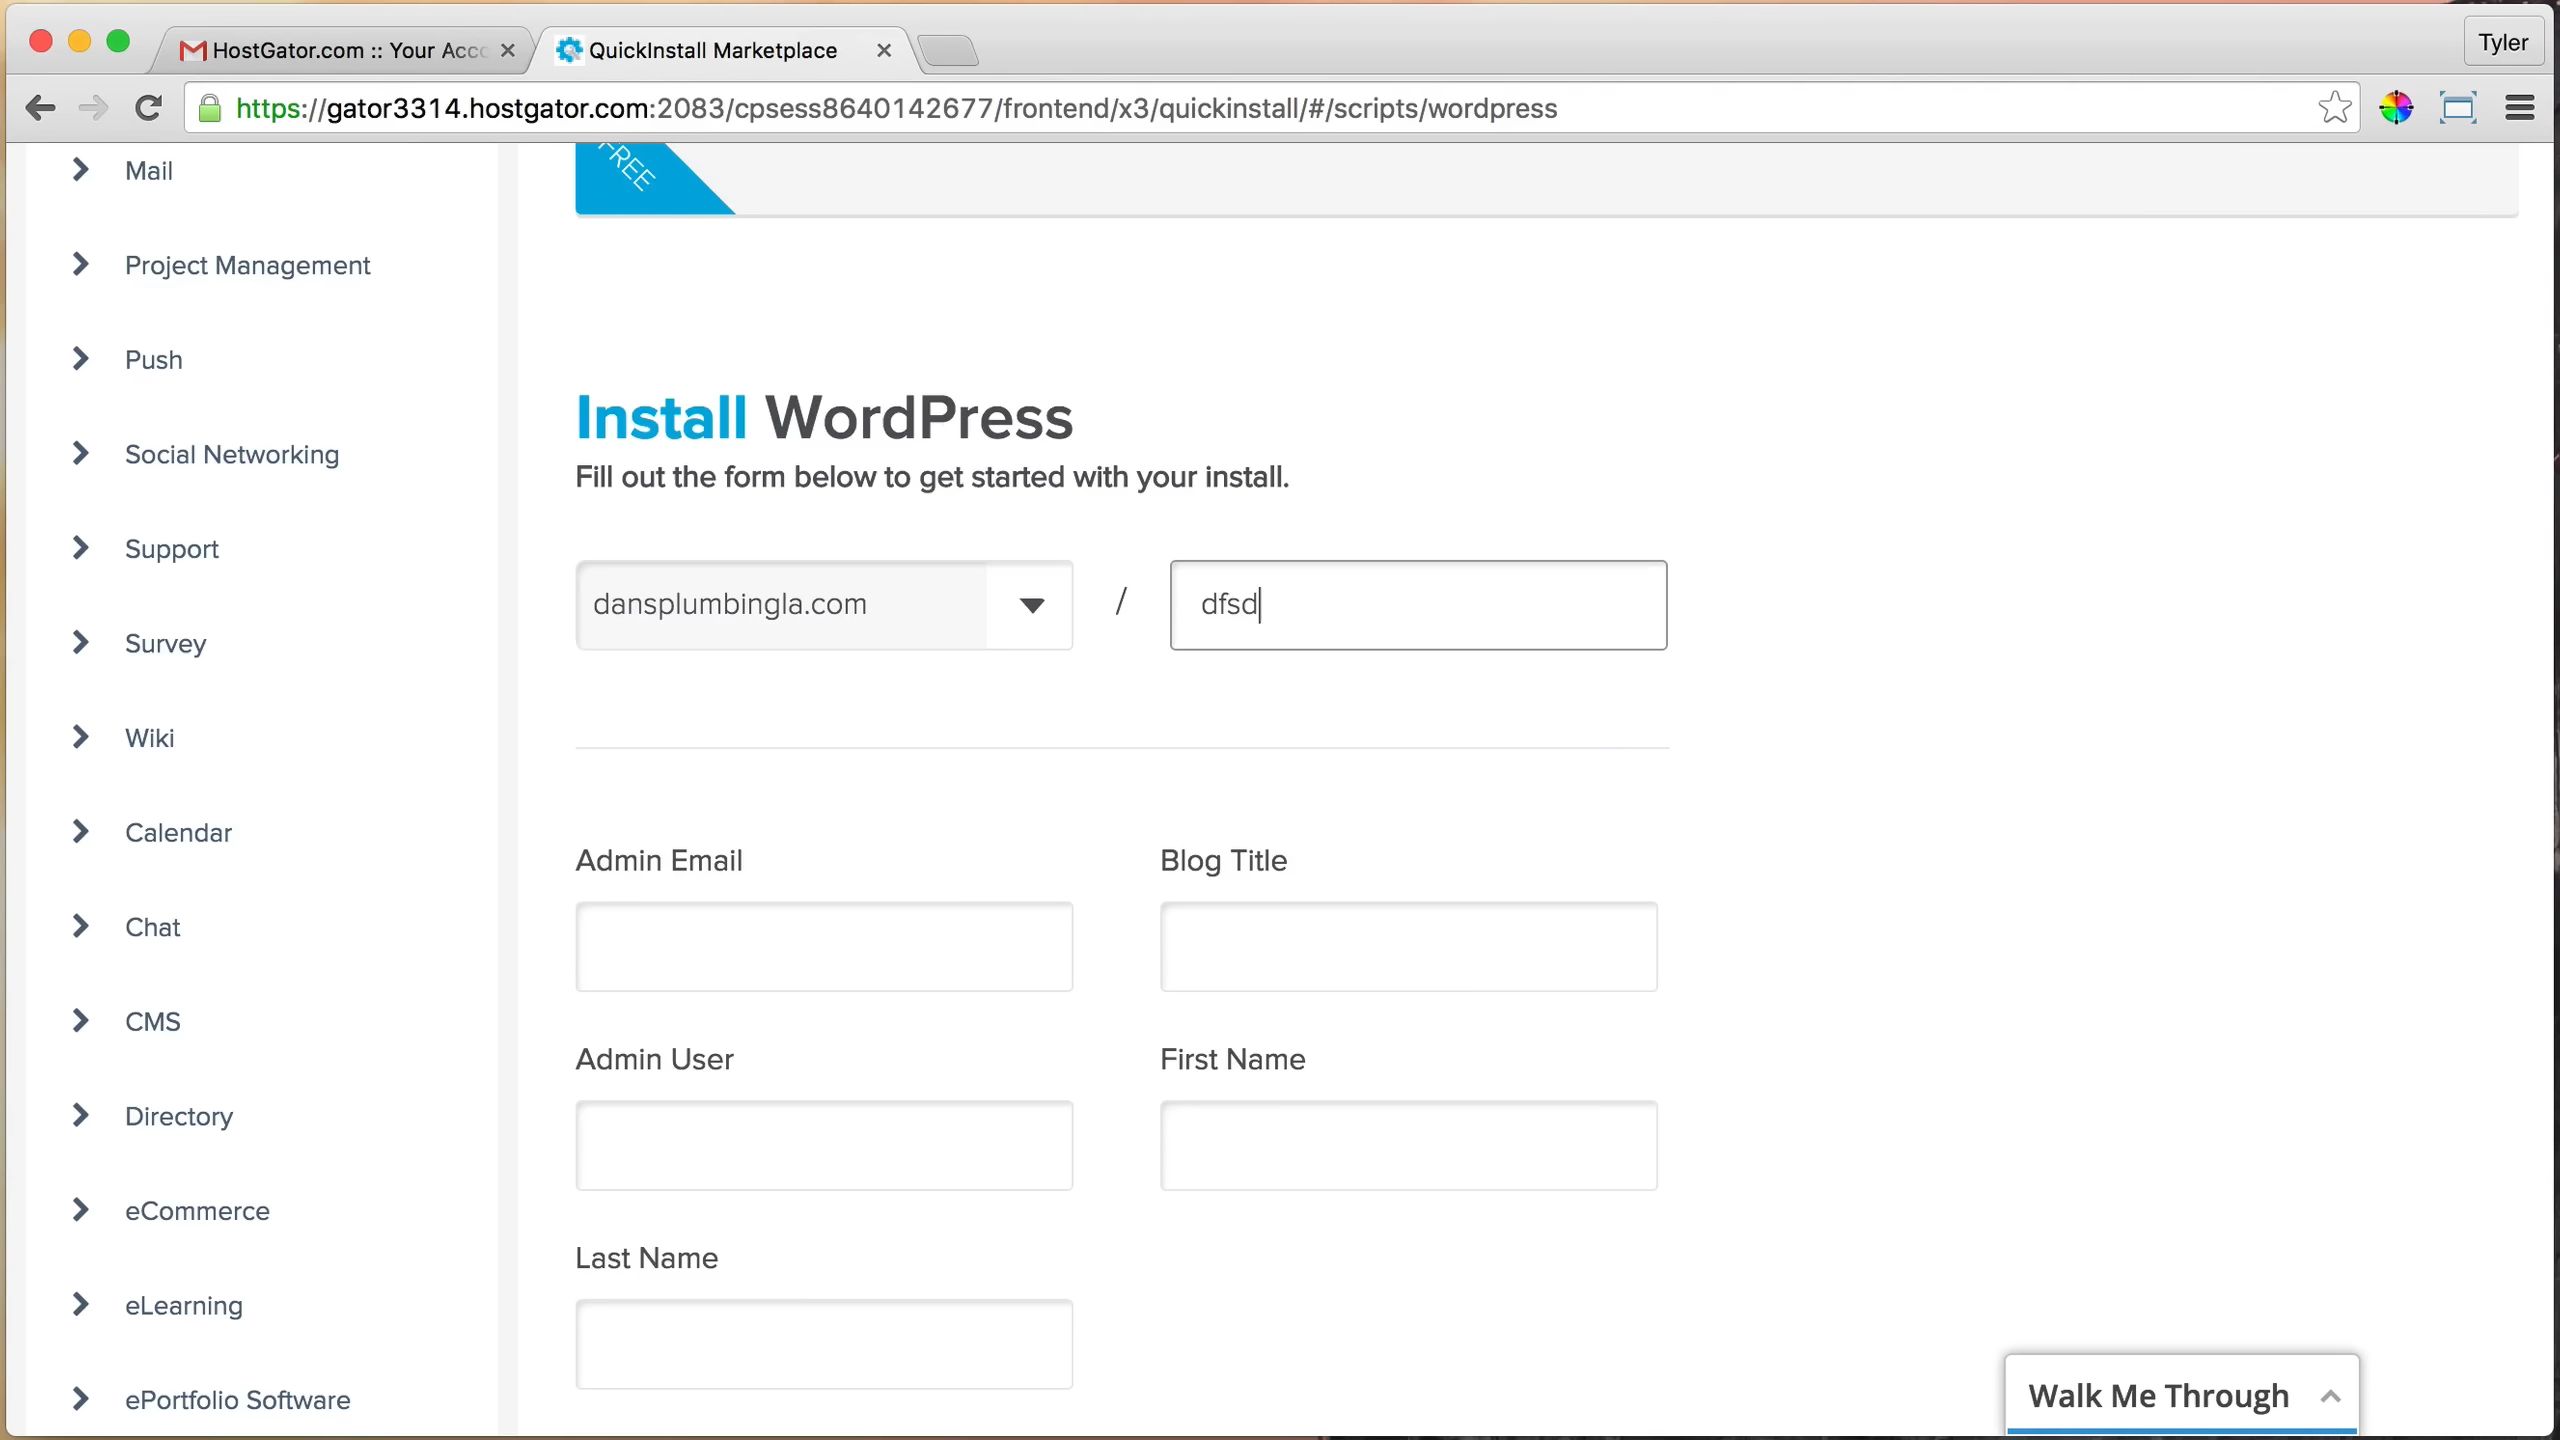 HostGator.com :: Your Acco
QuickInstall Marketplace
Tyler
https://gator3314.hostgator.com:2083/cpsess8640142677/frontend/x3/quickinstall/#/scripts/wordpress
FREE
Mail
Project Management
Push
Social Networking
Support
Survey
Wiki
Calendar
Chat
CMS
Directory
eCommerce
eLearning
ePortfolio Software
Install WordPress
Fill out the form below to get started with your install.
dansplumbingla.com / dfsd
Admin Email
Blog Title
Admin User
First Name
Last Name
Walk Me Through